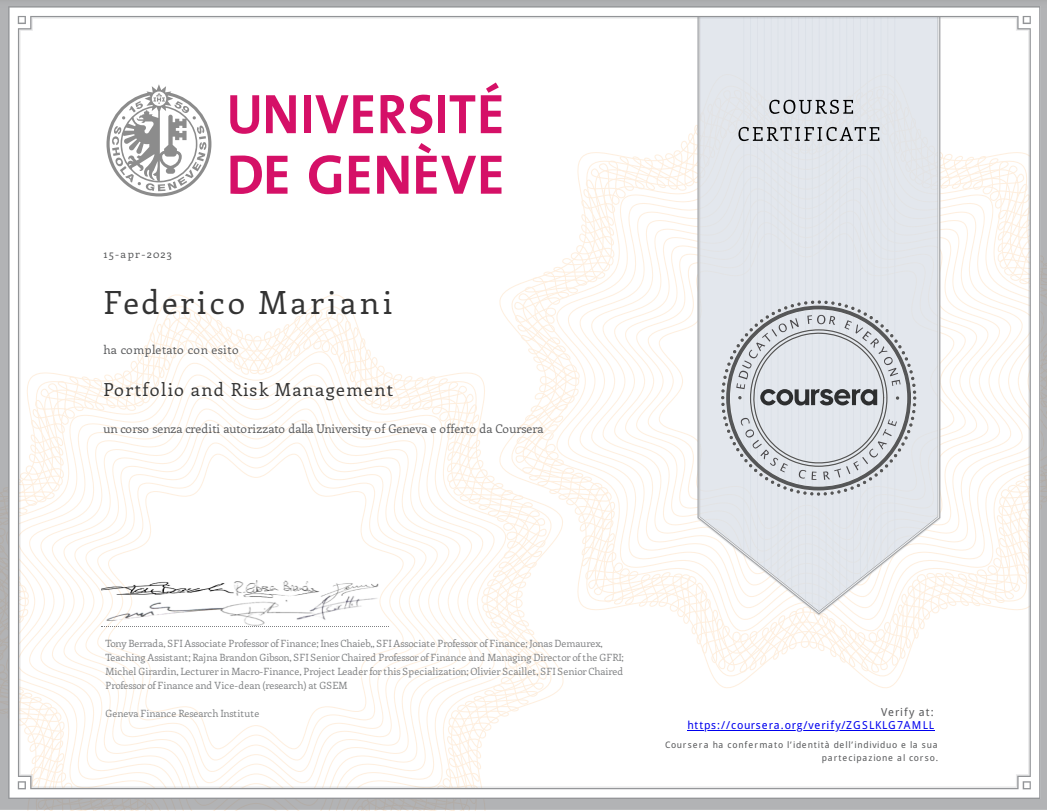 UNIVERSITÉ
DE GENÈVE
SCHOLA · GENEVENSIS
15 59
IHS
COURSE
CERTIFICATE
15-apr-2023
Federico Mariani
ha completato con esito
Portfolio and Risk Management
un corso senza crediti autorizzato dalla University of Geneva e offerto da Coursera
EDUCATION FOR EVERYONE
coursera
COURSE CERTIFICATE
Tony Berrada, SFI Associate Professor of Finance; Ines Chaieb,, SFI Associate Professor of Finance; Jonas Demaurex,
Teaching Assistant; Rajna Brandon Gibson, SFI Senior Chaired Professor of Finance and Managing Director of the GFRI;
Michel Girardin, Lecturer in Macro-Finance, Project Leader for this Specialization; Olivier Scaillet, SFI Senior Chaired
Professor of Finance and Vice-dean (research) at GSEM
Geneva Finance Research Institute
Verify at:
https://coursera.org/verify/ZGSLKLG7AMLL
Coursera ha confermato l'identità dell'individuo e la sua
partecipazione al corso.